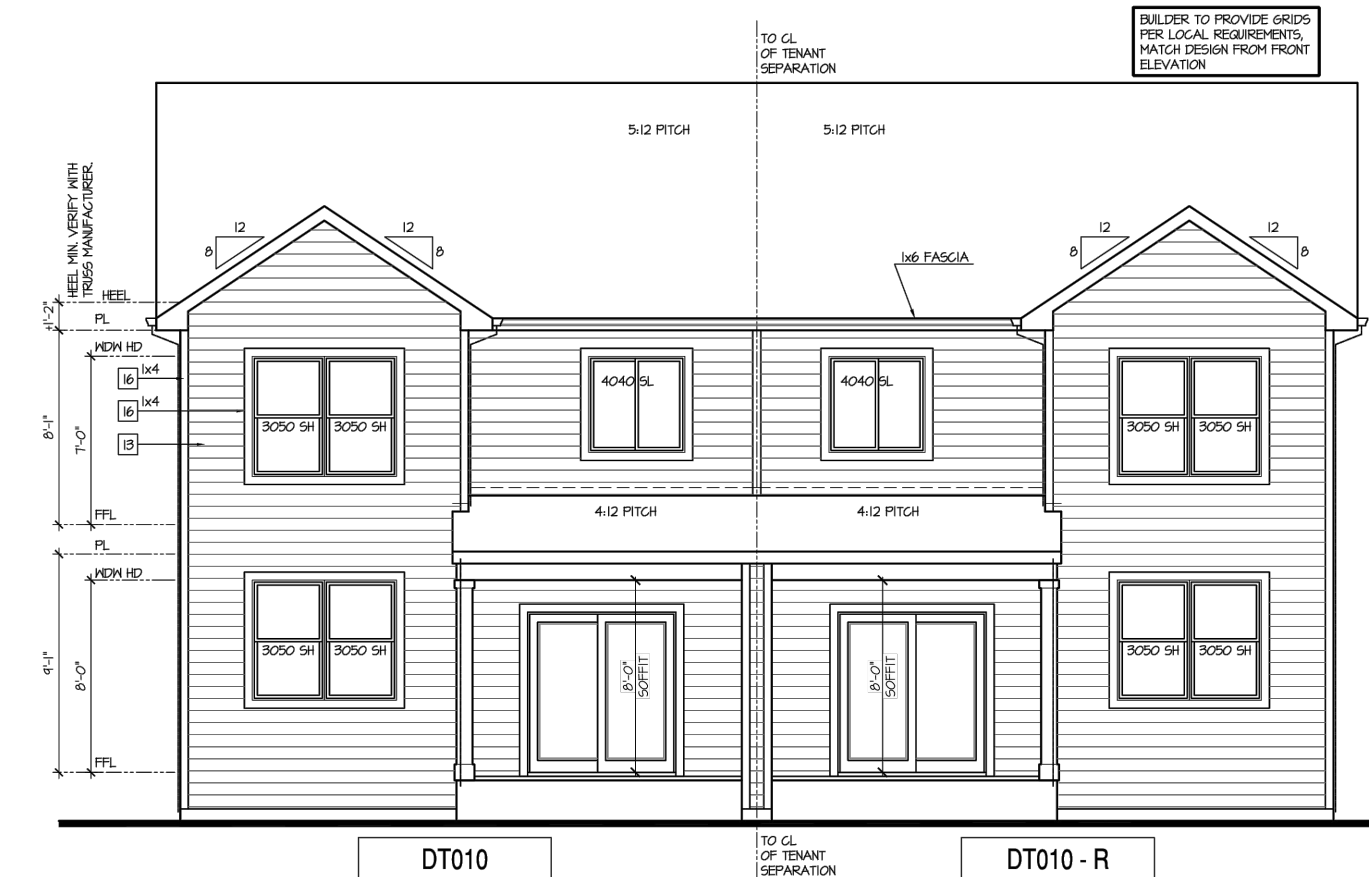 BUILDER TO PROVIDE GRIDS
PER LOCAL REQUIREMENTS,
MATCH DESIGN FROM FRONT
ELEVATION
TO CL
OF TENANT
SEPARATION
5:12 PITCH
5:12 PITCH
HEEL MIN. VERIFY WITH
TRUSS MANUFACTURER.
12
8
12
8
12
8
12
8
1x6 FASCIA
HEEL
±1'-2"
PL
WDW HD
16 1x4
16 1x4
13
8'-1"
7'-0"
4040 SL
4040 SL
3050 SH
3050 SH
3050 SH
3050 SH
FFL
4:12 PITCH
4:12 PITCH
PL
WDW HD
9'-1"
8'-0"
3050 SH
3050 SH
3050 SH
3050 SH
8'-0"
SOFFIT
8'-0"
SOFFIT
FFL
TO CL
OF TENANT
SEPARATION
DT010
DT010 - R